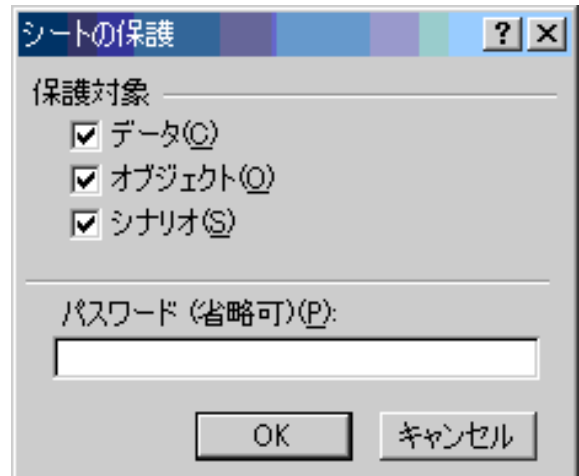 シートの保護
保護対象
データ(C)
オブジェクト(O)
シナリオ(S)
パスワード (省略可)(P):
OK
キャンセル